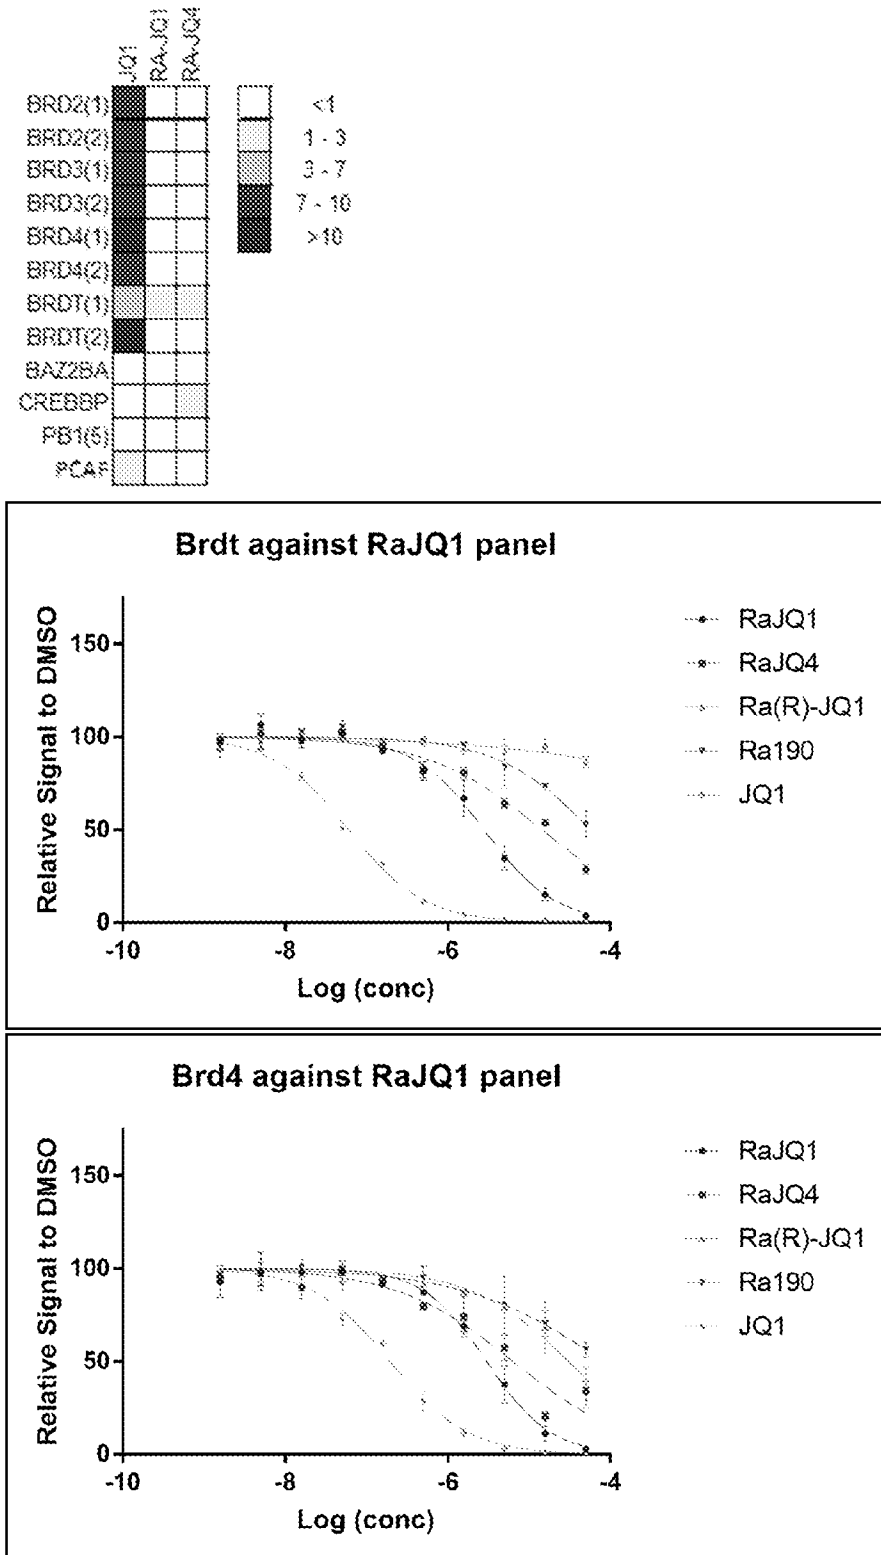 JQ1 RA-JQ1 RA-JQ4
BRD2(1)
BRD2(2)
BRD3(1)
BRD3(2)
BRD4(1)
BRD4(2)
BRDT(1)
BRDT(2)
BAZ2BA
CREBBP
PB1(5)
PCAF
<1
1 - 3
3 - 7
7 - 10
>10
Brdt against RaJQ1 panel
Relative Signal to DMSO
150
100
50
0
-10 -8 -6 -4
Log (conc)
RaJQ1
RaJQ4
Ra(R)-JQ1
Ra190
JQ1
Brd4 against RaJQ1 panel
Relative Signal to DMSO
150
100
50
0
-10 -8 -6 -4
Log (conc)
RaJQ1
RaJQ4
Ra(R)-JQ1
Ra190
JQ1